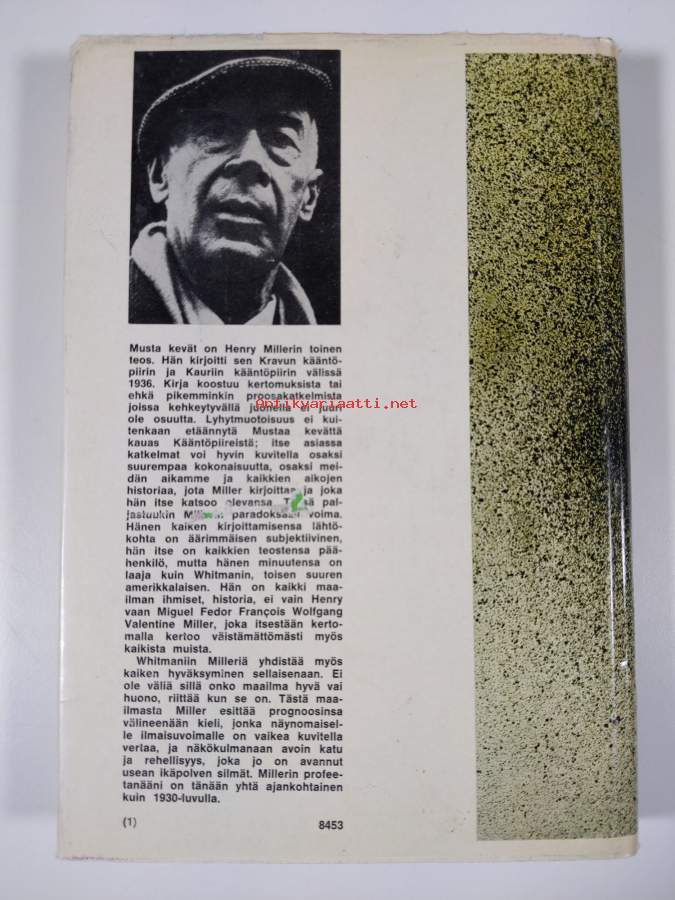 Musta kevät on Henry Millerin toinen
teos. Hän kirjoitti sen Kravun kääntö-
piirin ja Kauriin kääntöpiirin välissä
1936. Kirja koostuu kertomuksista tai
ehkä pikemminkin proosakatkelmista
joissa kehkeytyvällä juonella ei juuri
Antikvariaatti.net
ole osuutta. Lyhytmuotoisuus ei kui-
tenkaan etäännytä Mustaa kevättä
kauas Kääntöpiireistä; itse asiassa
katkelmat voi hyvin kuvitella osaksi
suurempaa kokonaisuutta, osaksi mei-
dän aikamme ja kaikkien aikojen
historiaa, jota Miller kirjoittaa ja joka
hän itse katsoo olevansa. Tässä pal-
jastuukin Millerin paradoksaali voima.
Hänen kaiken kirjoittamisensa lähtö-
kohta on äärimmäisen subjektiivinen,
hän itse on kaikkien teostensa pää-
henkilö, mutta hänen minuutensa on
laaja kuin Whitmanin, toisen suuren
amerikkalaisen. Hän on kaikki maa-
ilman ihmiset, historia, ei vain Henry
vaan Miguel Fedor François Wolfgang
Valentine Miller, joka itsestään kerto-
malla kertoo väistämättömästi myös
kaikista muista.
Whitmaniin Milleriä yhdistää myös
kaiken hyväksyminen sellaisenaan. Ei
ole väliä sillä onko maailma hyvä vai
huono, riittää kun se on. Tästä maa-
ilmasta Miller esittää prognoosinsa
välineenään kieli, jonka näynomaisel-
le ilmaisuvoimalle on vaikea kuvitella
vertaa, ja näkökulmanaan avoin katu
ja rehellisyys, joka jo on avannut
usean ikäpolven silmät. Millerin profee-
tanääni on tänään yhtä ajankohtainen
kuin 1930-luvulla.
(1) 8453